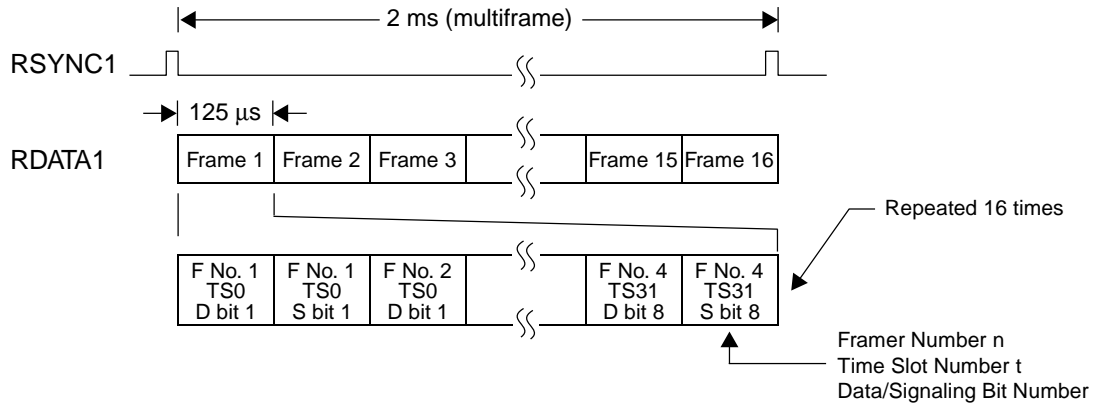 2 ms (multiframe)
RSYNC1
125 µs
RDATA1
Frame 1 Frame 2 Frame 3 Frame 15 Frame 16
Repeated 16 times
F No. 1 F No. 1 F No. 2 F No. 4 F No. 4
TS0 TS0 TS0 TS31 TS31
D bit 1 S bit 1 D bit 1 D bit 8 S bit 8
Framer Number n
Time Slot Number t
Data/Signaling Bit Number